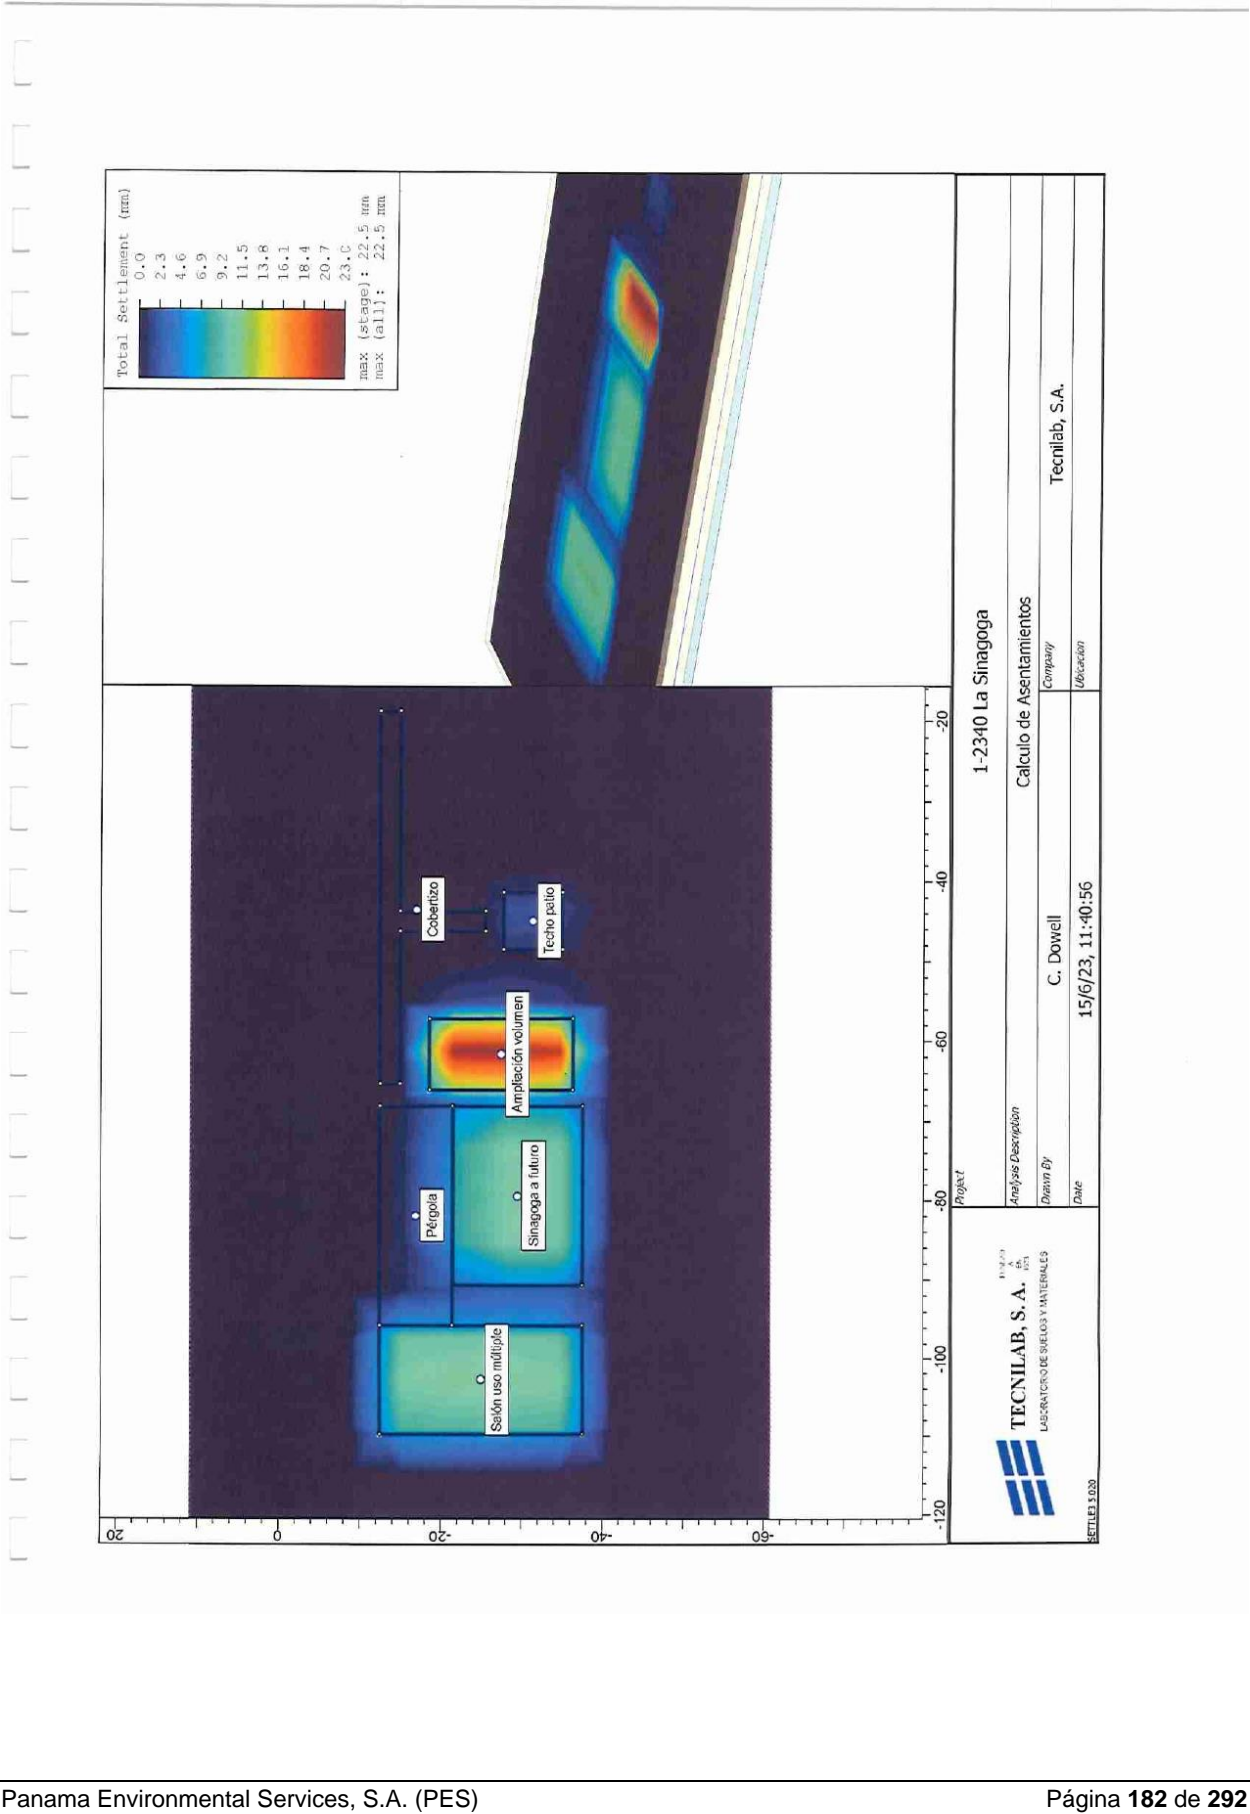 Total Settlement (mm)
0.0
2.3
4.6
6.9
9.2
11.5
13.8
16.1
18.4
20.7
23.0
max (stage): 22.5 mm
max (all): 22.5 mm
Salón uso múltiple
Pérgola
Sinagoga a futuro
Ampliación volumen
Cobertizo
Techo patio
20
0
-20
-40
-60
-120
-100
-80
-60
-40
-20
TECNILAB, S. A.
LABORATORIO DE SUELOS Y MATERIALES
SETTLE3 5.020
Project
1-2340 La Sinagoga
Analysis Description
Calculo de Asentamientos
Drawn By
C. Dowell
Company
Tecnilab, S.A.
Date
15/6/23, 11:40:56
Ubicacion
Panama Environmental Services, S.A. (PES)
Página 182 de 292